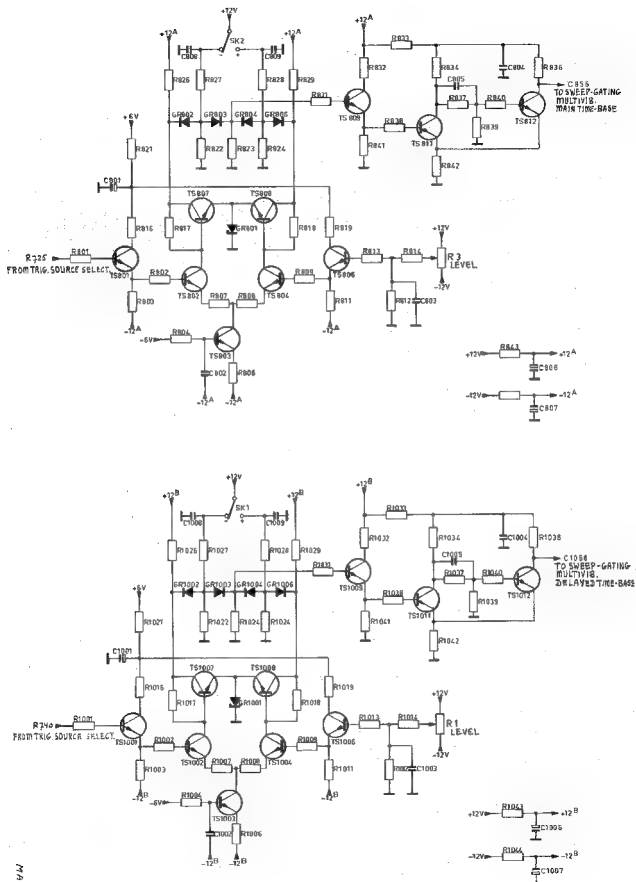 +12V
+12A
+12A
+12A
C808
SK2
C809
R833
R826
R827
R828
R829
R832
R834
C804
R836
C805
C856
TO SWEEP-GATING
MULTIVIB.
MAIN TIME-BASE
R831
TS809
R837
R840
TS812
GR802
GR803
GR804
GR806
R838
TS811
R839
+6V
R821
R822
R823
R824
R841
R842
C801
TS807
TS808
R816
R817
GR801
R818
R819
+12V
R725
R801
FROM TRIG. SOURCE SELECT.
TS801
R802
TS802
TS804
R809
TS806
R813
R814
R3
LEVEL
-12V
R803
R807
R808
R811
R812
C803
-12A
-12A
-6V
R804
TS803
C802
R806
-12A
-12A
+12V
R843
+12A
C806
-12V
-12A
C807
+12V
+12B
+12B
+12B
C1008
SK1
C1009
R1033
R1026
R1027
R1028
R1029
R1032
R1034
C1004
R1036
C1005
C1056
TO SWEEP-GATING
MULTIVIB.
DELAYED TIME-BASE
R1031
TS1009
R1037
R1040
TS1012
GR1002
GR1003
GR1004
GR1006
R1038
TS1011
R1039
+6V
R1021
R1022
R1024
R1024
R1041
R1042
C1001
TS1007
TS1008
R1016
R1017
GR1001
R1018
R1019
+12V
R740
R1001
FROM TRIG. SOURCE SELECT.
TS1001
R1002
TS1002
TS1004
R1009
TS1006
R1013
R1014
R1
LEVEL
-12V
R1003
R1007
R1008
R1011
C1003
-12B
-12B
-6V
R1004
TS1003
C1002
R1006
-12B
-12B
+12V
R1043
+12B
C1006
-12V
R1044
-12B
C1007
MA